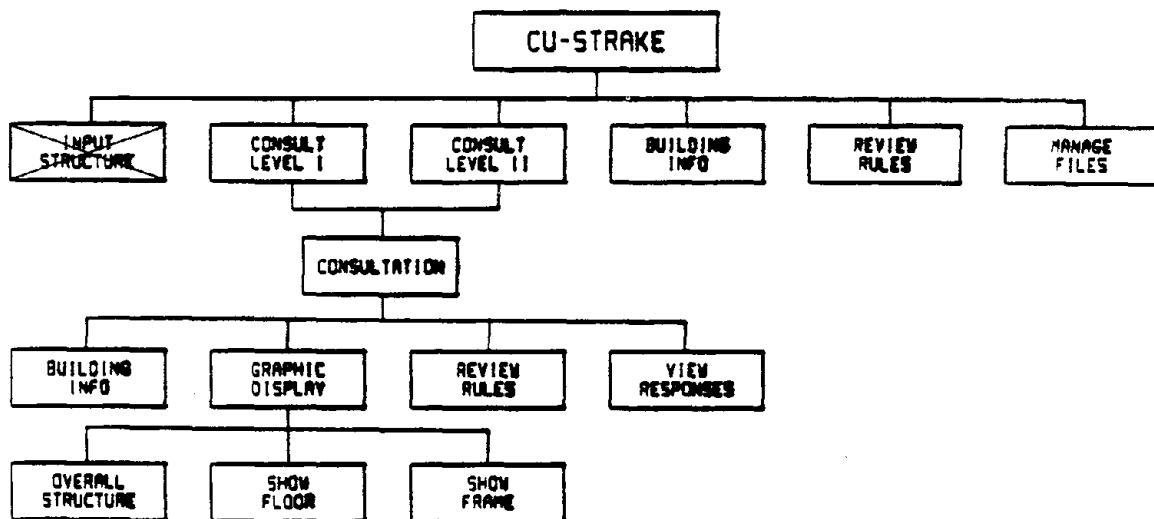 CU-STRAKE
INPUT
STRUCTURE
CONSULT
LEVEL I
CONSULT
LEVEL II
BUILDING
INFO
REVIEW
RULES
MANAGE
FILES
CONSULTATION
BUILDING
INFO
GRAPHIC
DISPLAY
REVIEW
RULES
VIEW
RESPONSES
OVERALL
STRUCTURE
SHOW
FLOOR
SHOW
FRAME